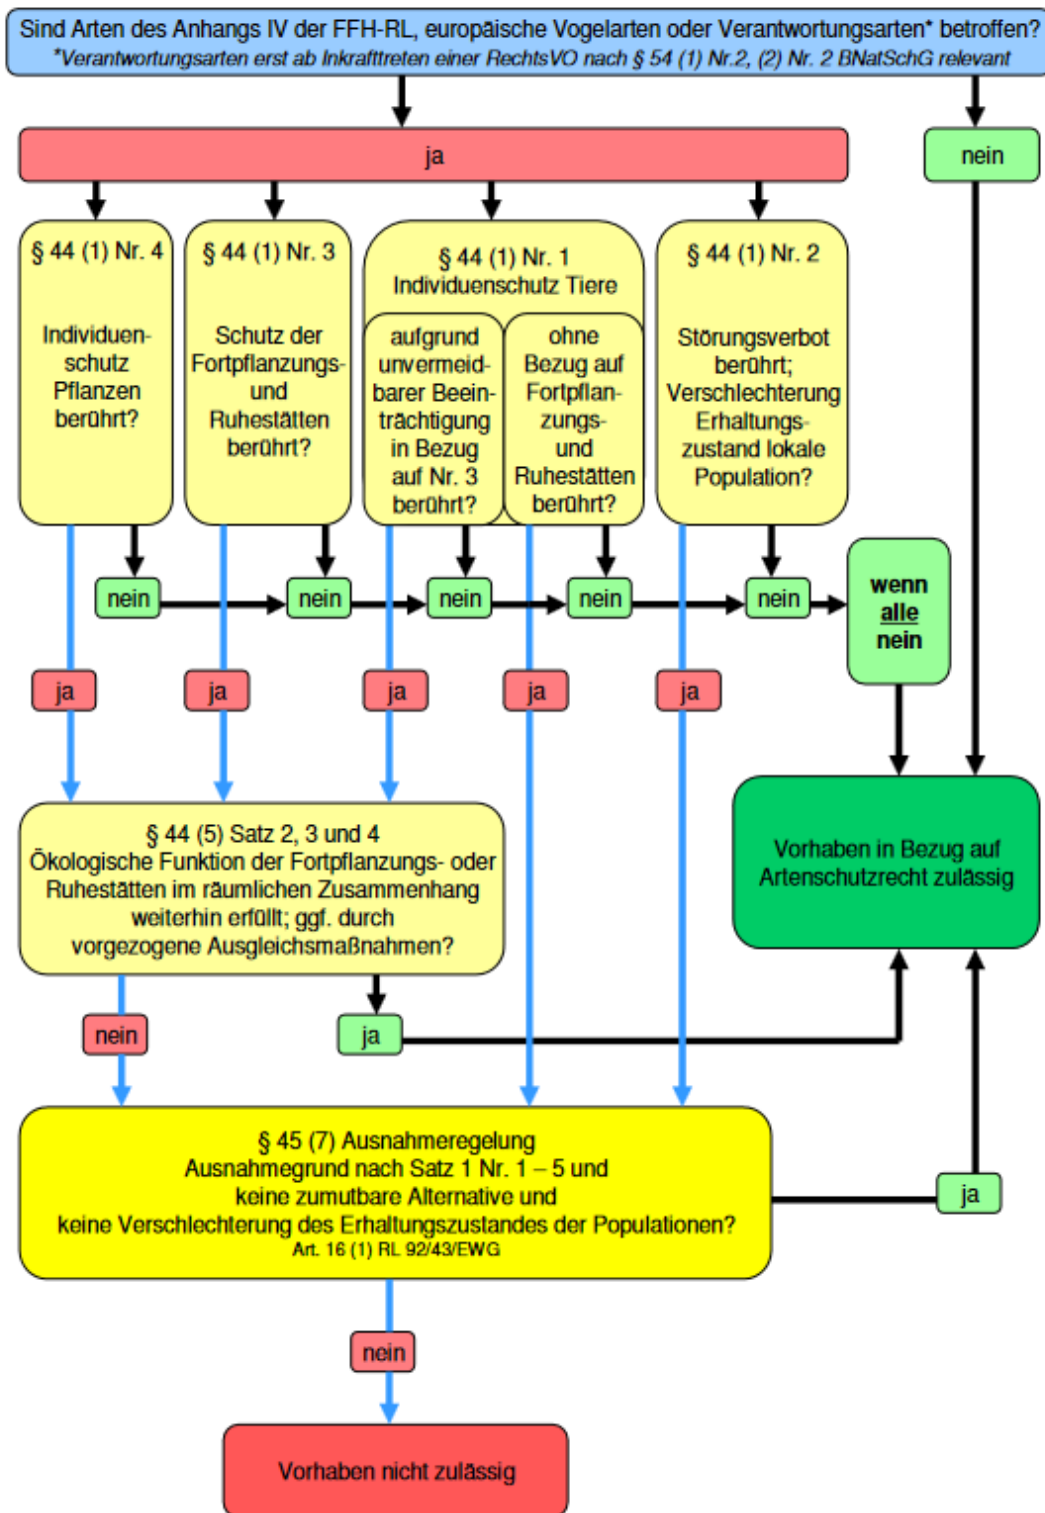 Sind Arten des Anhangs IV der FFH-RL, europäische Vogelarten oder Verantwortungsarten* betroffen?
*Verantwortungsarten erst ab Inkrafttreten einer RechtsVO nach § 54 (1) Nr.2, (2) Nr. 2 BNatSchG relevant
ja
nein
§ 44 (1) Nr. 4
Individuen-
schutz
Pflanzen
berührt?
§ 44 (1) Nr. 3
Schutz der
Fortpflanzungs-
und
Ruhestätten
berührt?
§ 44 (1) Nr. 1
Individuenschutz Tiere
aufgrund
unvermeid-
barer Beein-
trächtigung
in Bezug
auf Nr. 3
berührt?
ohne
Bezug auf
Fortpflan-
zungs-
und
Ruhestätten
berührt?
§ 44 (1) Nr. 2
Störungsverbot
berührt;
Verschlechterung
Erhaltungs-
zustand lokale
Population?
nein
nein
nein
nein
nein
wenn
alle
nein
ja
ja
ja
ja
ja
§ 44 (5) Satz 2, 3 und 4
Ökologische Funktion der Fortpflanzungs- oder
Ruhestätten im räumlichen Zusammenhang
weiterhin erfüllt; ggf. durch
vorgezogene Ausgleichsmaßnahmen?
Vorhaben in Bezug auf
Artenschutzrecht zulässig
nein
ja
§ 45 (7) Ausnahmeregelung
Ausnahmegrund nach Satz 1 Nr. 1 – 5 und
keine zumutbare Alternative und
keine Verschlechterung des Erhaltungszustandes der Populationen?
Art. 16 (1) RL 92/43/EWG
ja
nein
Vorhaben nicht zulässig